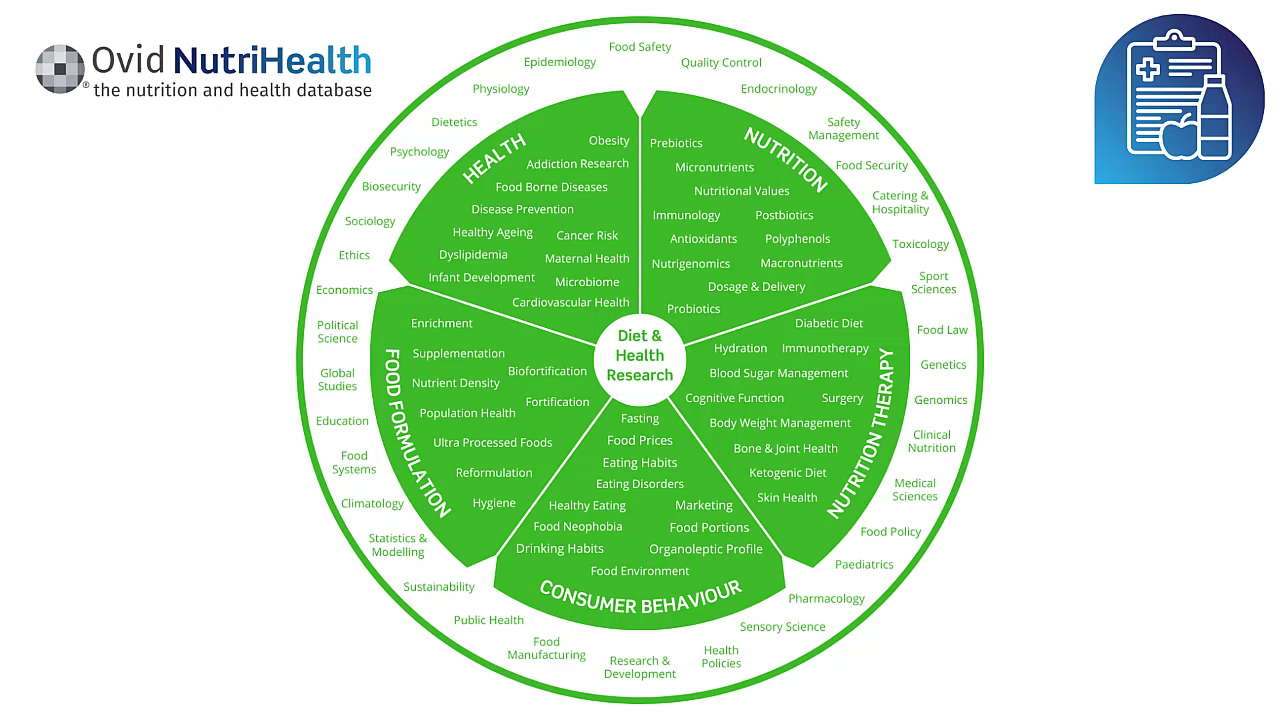 Ovid NutriHealth
® the nutrition and health database
Food Safety
Quality Control
Endocrinology
Safety
Management
Food Security
Catering &
Hospitality
Toxicology
Sport
Sciences
Food Law
Genetics
Genomics
Clinical
Nutrition
Medical
Sciences
Food Policy
Paediatrics
Pharmacology
Sensory Science
Health
Policies
Research &
Development
Food
Manufacturing
Public Health
Sustainability
Statistics &
Modelling
Climatology
Food
Systems
Education
Global
Studies
Political
Science
Economics
Ethics
Sociology
Biosecurity
Psychology
Dietetics
Physiology
Epidemiology
HEALTH
Obesity
Addiction Research
Food Borne Diseases
Disease Prevention
Healthy Ageing
Cancer Risk
Dyslipidemia
Maternal Health
Infant Development
Microbiome
Cardiovascular Health
NUTRITION
Prebiotics
Micronutrients
Nutritional Values
Immunology
Postbiotics
Antioxidants
Polyphenols
Nutrigenomics
Macronutrients
Dosage & Delivery
Probiotics
NUTRITION THERAPY
Diabetic Diet
Hydration
Immunotherapy
Blood Sugar Management
Cognitive Function
Surgery
Body Weight Management
Bone & Joint Health
Ketogenic Diet
Skin Health
CONSUMER BEHAVIOUR
Fasting
Food Prices
Eating Habits
Eating Disorders
Healthy Eating
Marketing
Food Neophobia
Food Portions
Drinking Habits
Organoleptic Profile
Food Environment
FOOD FORMULATION
Enrichment
Supplementation
Biofortification
Nutrient Density
Fortification
Population Health
Ultra Processed Foods
Reformulation
Hygiene
Diet &
Health
Research